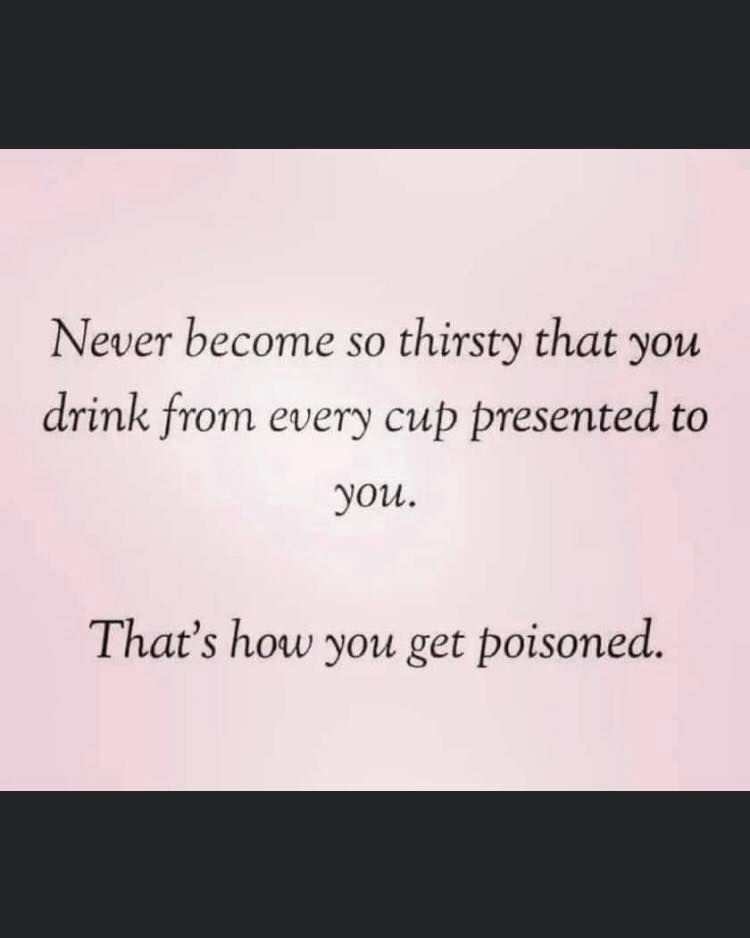 Never become so thirsty that you
drink from every cup presented to
you.
That’s how you get poisoned.